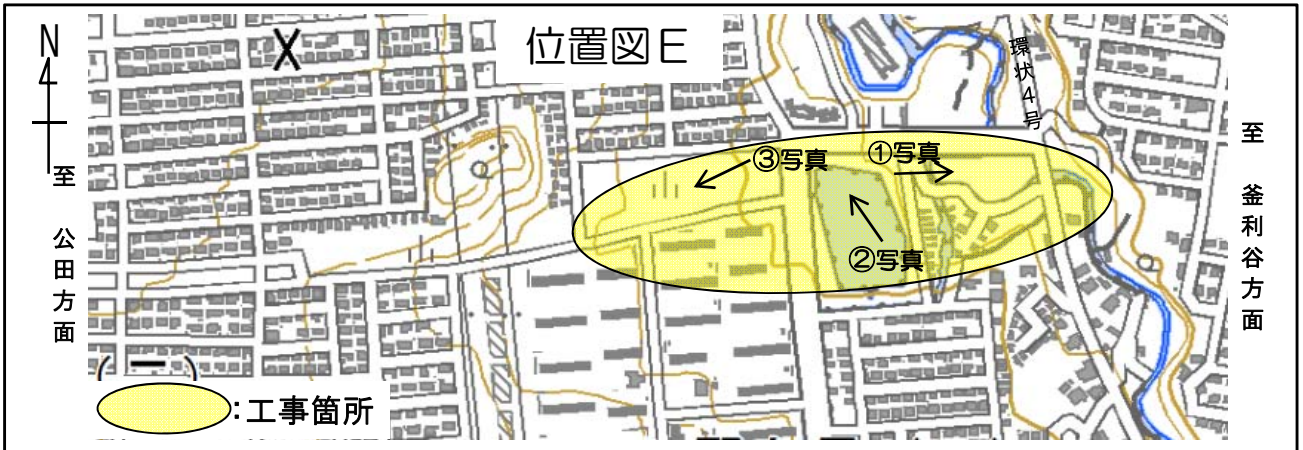 位置図E
N
環状4号
至 公田方面
至 釜利谷方面
③写真
①写真
②写真
:工事箇所